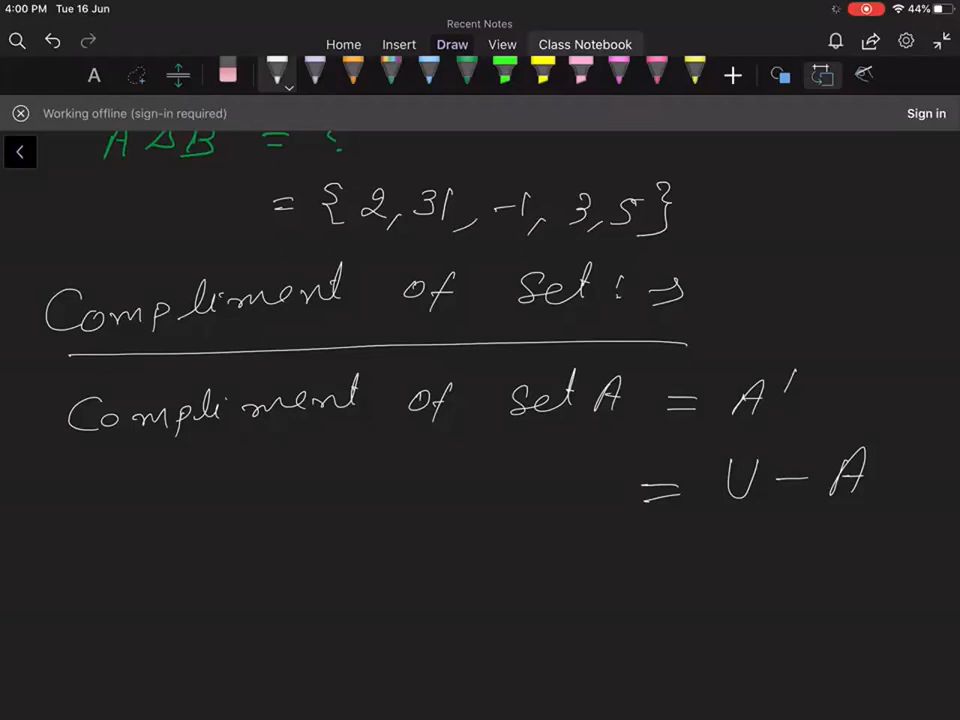 4:00 PM Tue 16 Jun
44%
Recent Notes
Home Insert Draw View Class Notebook
A
Working offline (sign-in required)
Sign in
A Δ B = ?
= { 2, 31, -1, 3, 5 }
Compliment of set : →
Compliment of set A = A'
= U - A